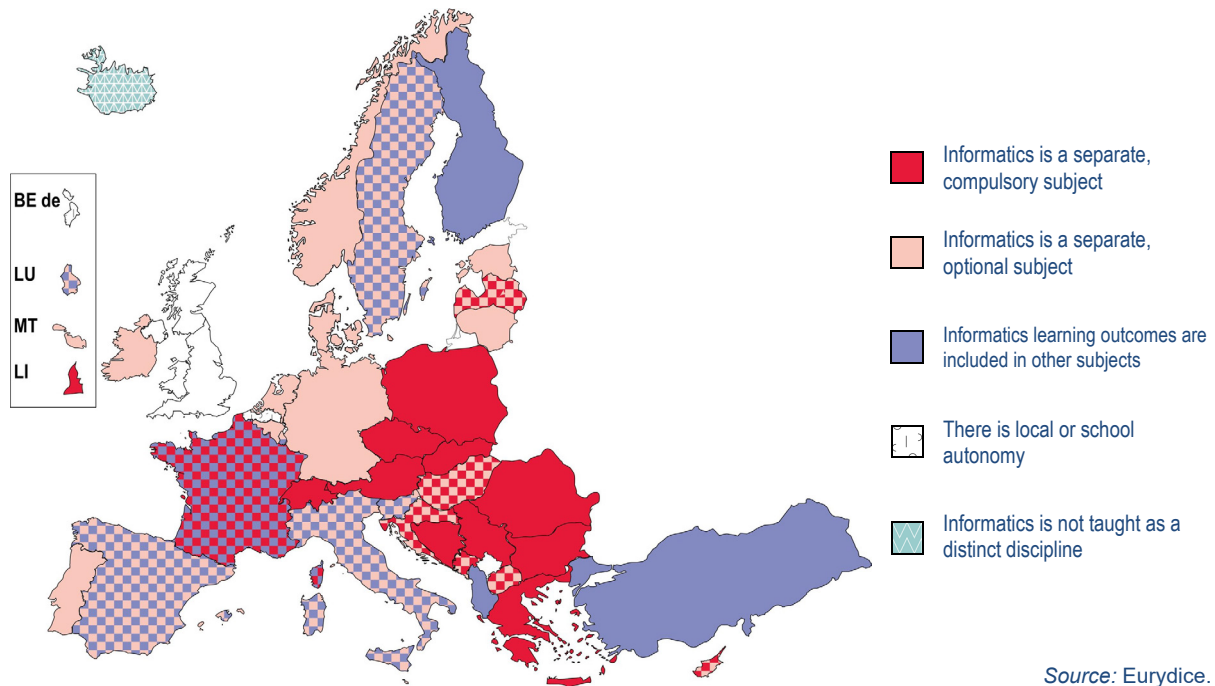 BE de
LU
MT
LI
Informatics is a separate,
compulsory subject
Informatics is a separate,
optional subject
Informatics learning outcomes are
included in other subjects
There is local or school
autonomy
Informatics is not taught as a
distinct discipline
Source: Eurydice.